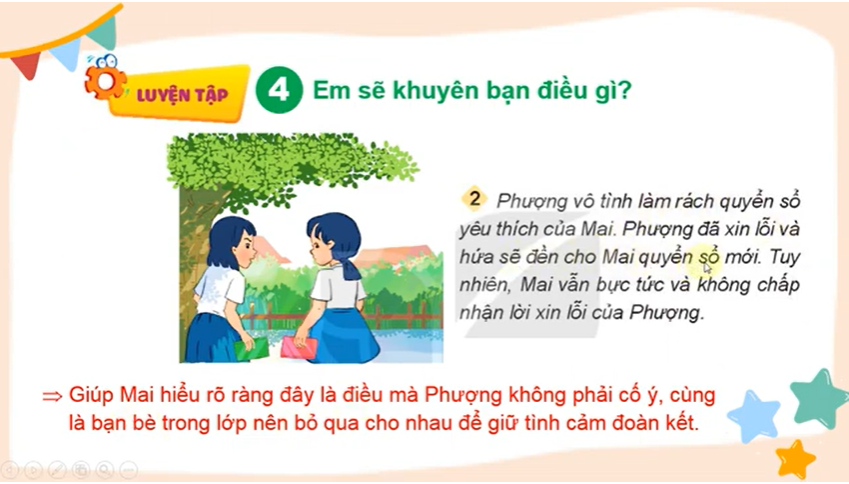 LUYỆN TẬP
4 Em sẽ khuyên bạn điều gì?
2 Phượng vô tình làm rách quyển sổ
yêu thích của Mai. Phượng đã xin lỗi và
hứa sẽ đền cho Mai quyển sổ mới. Tuy
nhiên, Mai vẫn bực tức và không chấp
nhận lời xin lỗi của Phượng.
⇒ Giúp Mai hiểu rõ ràng đây là điều mà Phượng không phải cố ý, cùng
là bạn bè trong lớp nên bỏ qua cho nhau để giữ tình cảm đoàn kết.